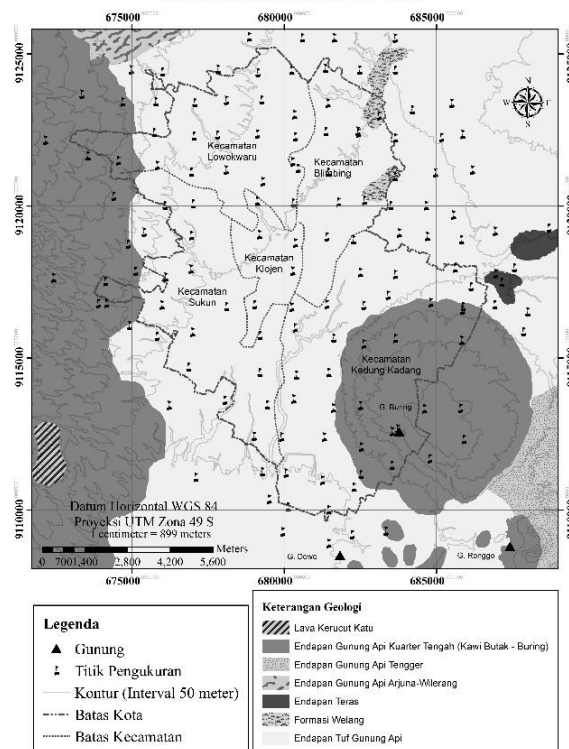 675000 680000 685000
9125000
N
W E
S
Kecamatan
Lowokwaru
Kecamatan
Blimbing
9120000
Kecamatan
Klojen
Kecamatan
Sukun
9115000
Kecamatan
Kedung Kadang
G. Buring
9110000
Datum Horizontal WGS 84
Proyeksi UTM Zona 49 S
1 centimeter = 899 meters
Meters
0 700 1,400 2,800 4,200 5,600
G. Dowo
G. Ronggo
675000 680000 685000
Legenda
Gunung
Titik Pengukuran
Kontur (Interval 50 meter)
Batas Kota
Batas Kecamatan
Keterangan Geologi
Lava Kerucut Katu
Endapan Gunung Api Kuarter Tengah (Kawi Butak - Buring)
Endapan Gunung Api Tengger
Endapan Gunung Api Arjuna-Wilerang
Endapan Teras
Formasi Welang
Endapan Tuf Gunung Api